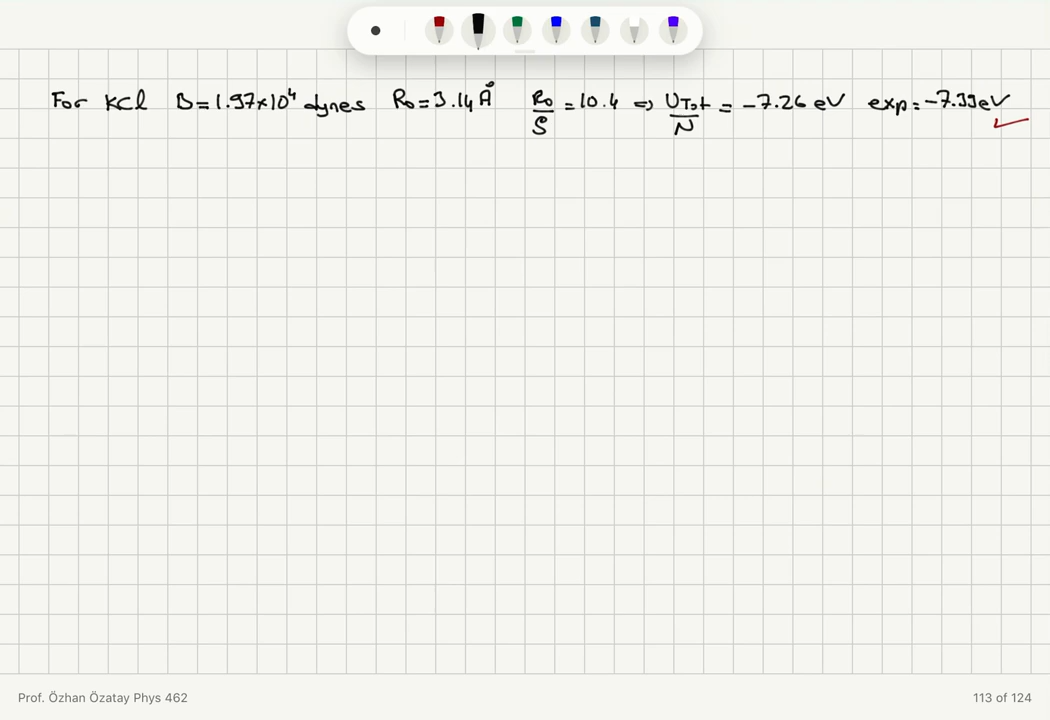 For KCl B=1.97×10⁴ dynes R₀=3.14Å R₀/ρ=10.4 ⇒ U_Tot/N = -7.26 eV exp: -7.39eV
Prof. Özhan Özatay Phys 462
113 of 124